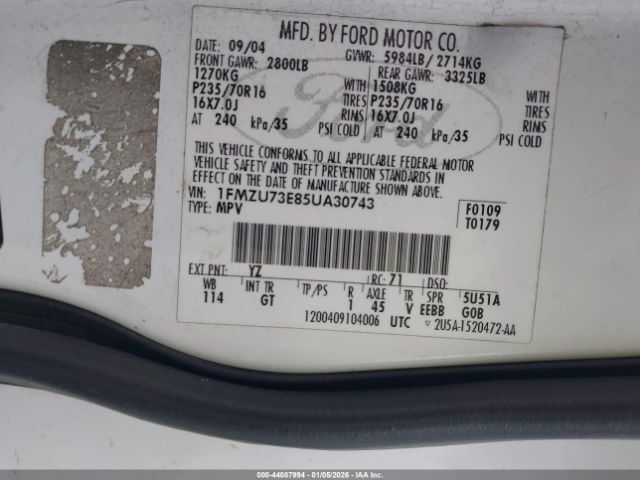 MFD. BY FORD MOTOR CO.
DATE: 09/04 GVWR: 5984LB/ 2714KG
FRONT GAWR: 2800LB REAR GAWR: 3325LB
1270KG 1508KG
P235/70R16 TIRES P235/70R16 TIRES
16X7.0J RIMS 16X7.0J RIMS
AT 240 kPa/35 PSI COLD AT 240 kPa/35 PSI COLD
Ford
THIS VEHICLE CONFORMS TO ALL APPLICABLE FEDERAL MOTOR
VEHICLE SAFETY AND THEFT PREVENTION STANDARDS IN
EFFECT ON THE DATE OF MANUFACTURE SHOWN ABOVE.
VIN: 1FMZU73E85UA30743 F0109
TYPE: MPV T0179
EXT PNT: YZ RC: 71 DSO:
WB INT TR TP/PS R AXLE TR SPR 5U51A
114 GT 1 45 V EEBB GOB
1200409104006 UTC ▽ 2U5A-1520472-AA
000-44087994 01/05/2026 COPYRIGHT IAA, LLC